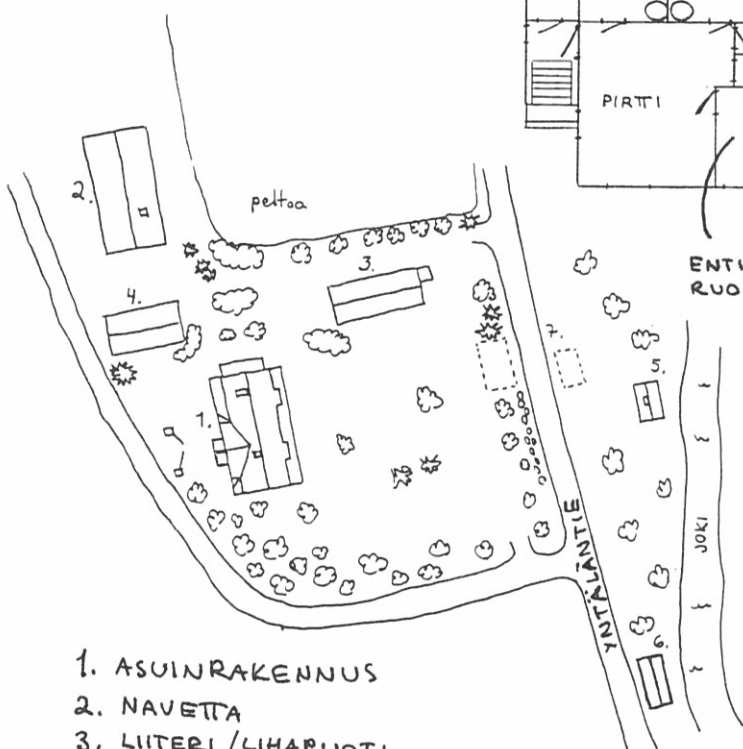 PIRTTI
2.
peltoa
3.
4.
7.
5.
1.
JOKI
YNTÄLÄNTIE
6.
1. ASUINRAKENNUS
2. NAVETTA